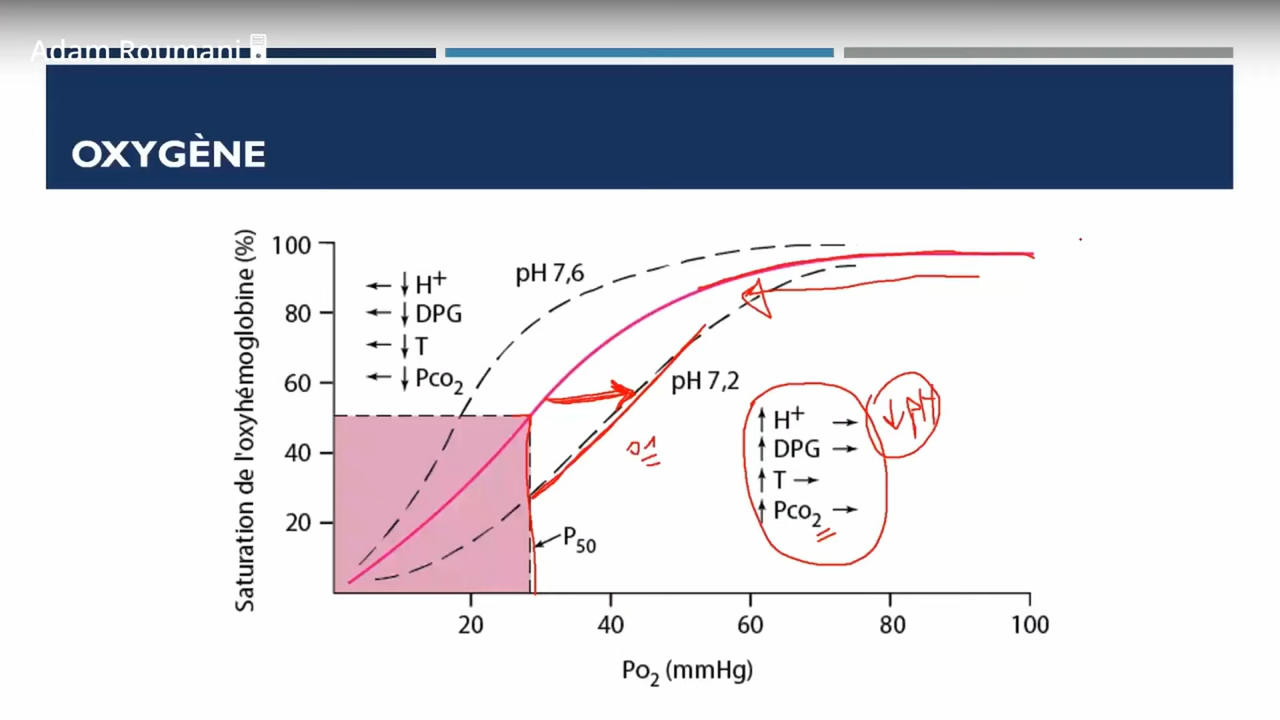 Adam Roumani
OXYGÈNE
Saturation de l'oxyhémoglobine (%)
100
80
60
40
20
← ↓ H+
← ↓ DPG
← ↓ T
← ↓ Pco2
pH 7,6
pH 7,2
↑ H+ →
↑ DPG →
↑ T →
↑ Pco2 →
↓ pH
P50
20 40 60 80 100
Po2 (mmHg)